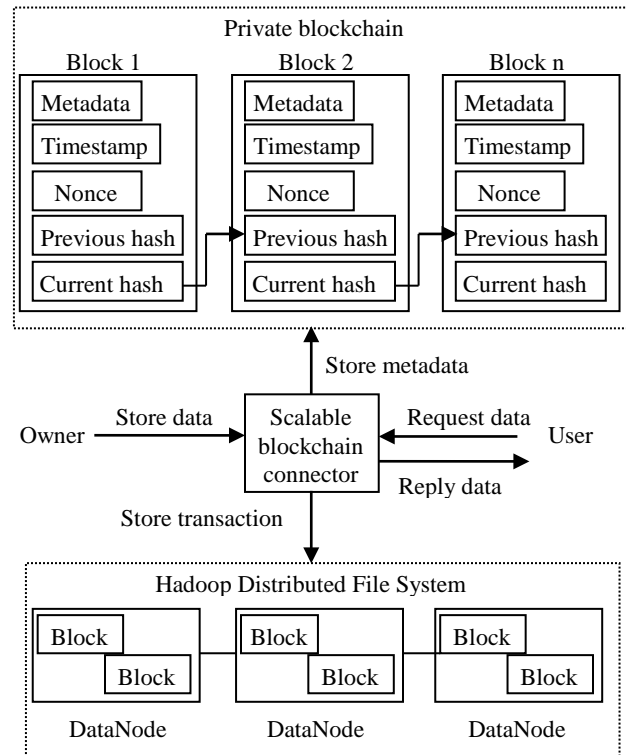 Private blockchain
Block 1
Block 2
Block n
Metadata
Timestamp
Nonce
Previous hash
Current hash
Metadata
Timestamp
Nonce
Previous hash
Current hash
Metadata
Timestamp
Nonce
Previous hash
Current hash
Store metadata
Owner
Store data
Scalable
blockchain
connector
Request data
User
Reply data
Store transaction
Hadoop Distributed File System
Block
Block
Block
Block
Block
Block
DataNode
DataNode
DataNode